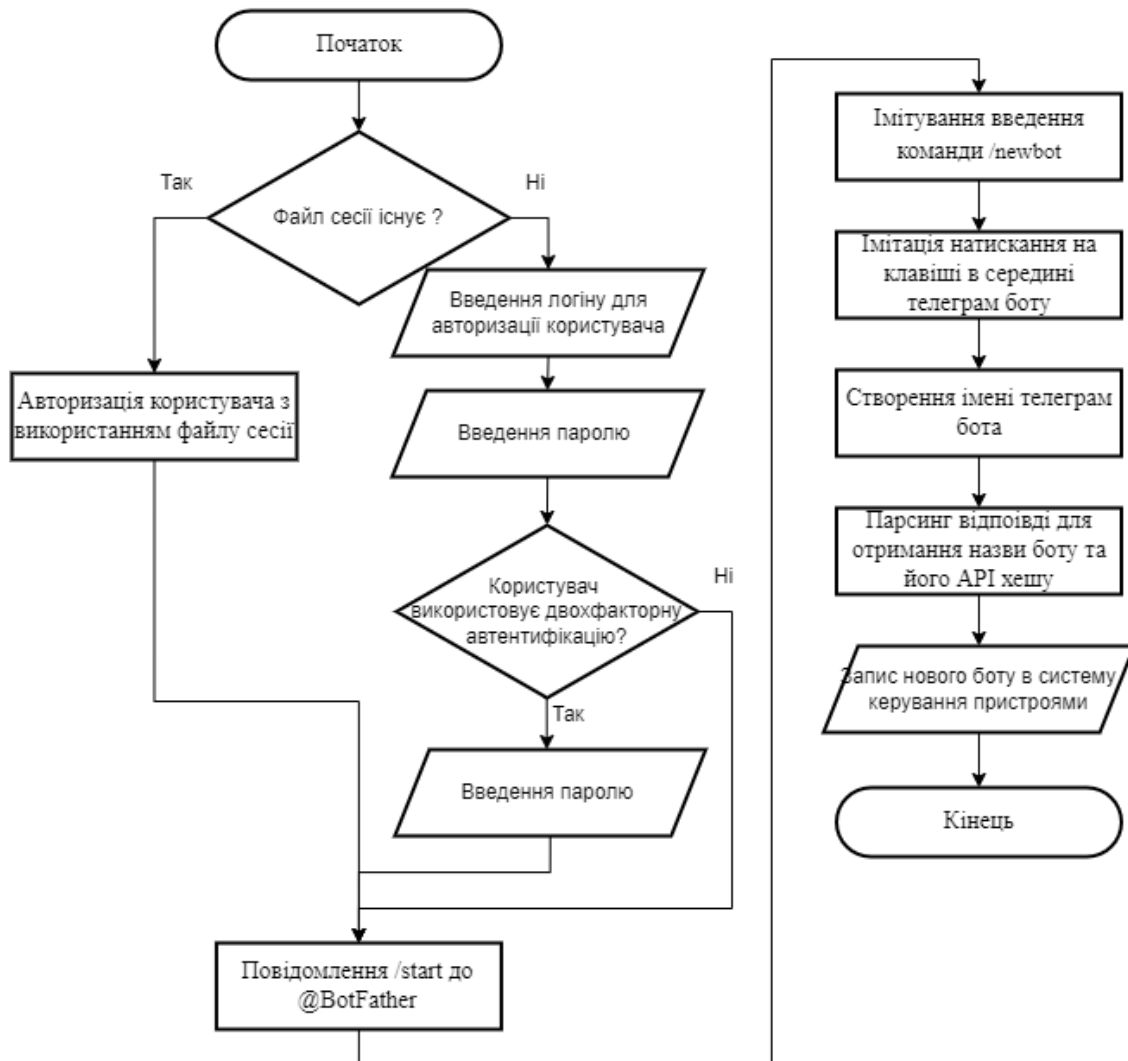 Початок
Так
Ні
Файл сесії існує ?
Введення логіну для
авторизації користувача
Авторизація користувача з
використанням файлу сесії
Введення паролю
Користувач
використовує двохфакторну
автентифікацію?
Ні
Так
Введення паролю
Повідомлення /start до
@BotFather
Імітування введення
команди /newbot
Імітація натискання на
клавіші в середині
телеграм боту
Створення імені телеграм
бота
Парсинг відпоівді для
отримання назви боту та
його API хешу
Запис нового боту в систему
керування пристроями
Кінець